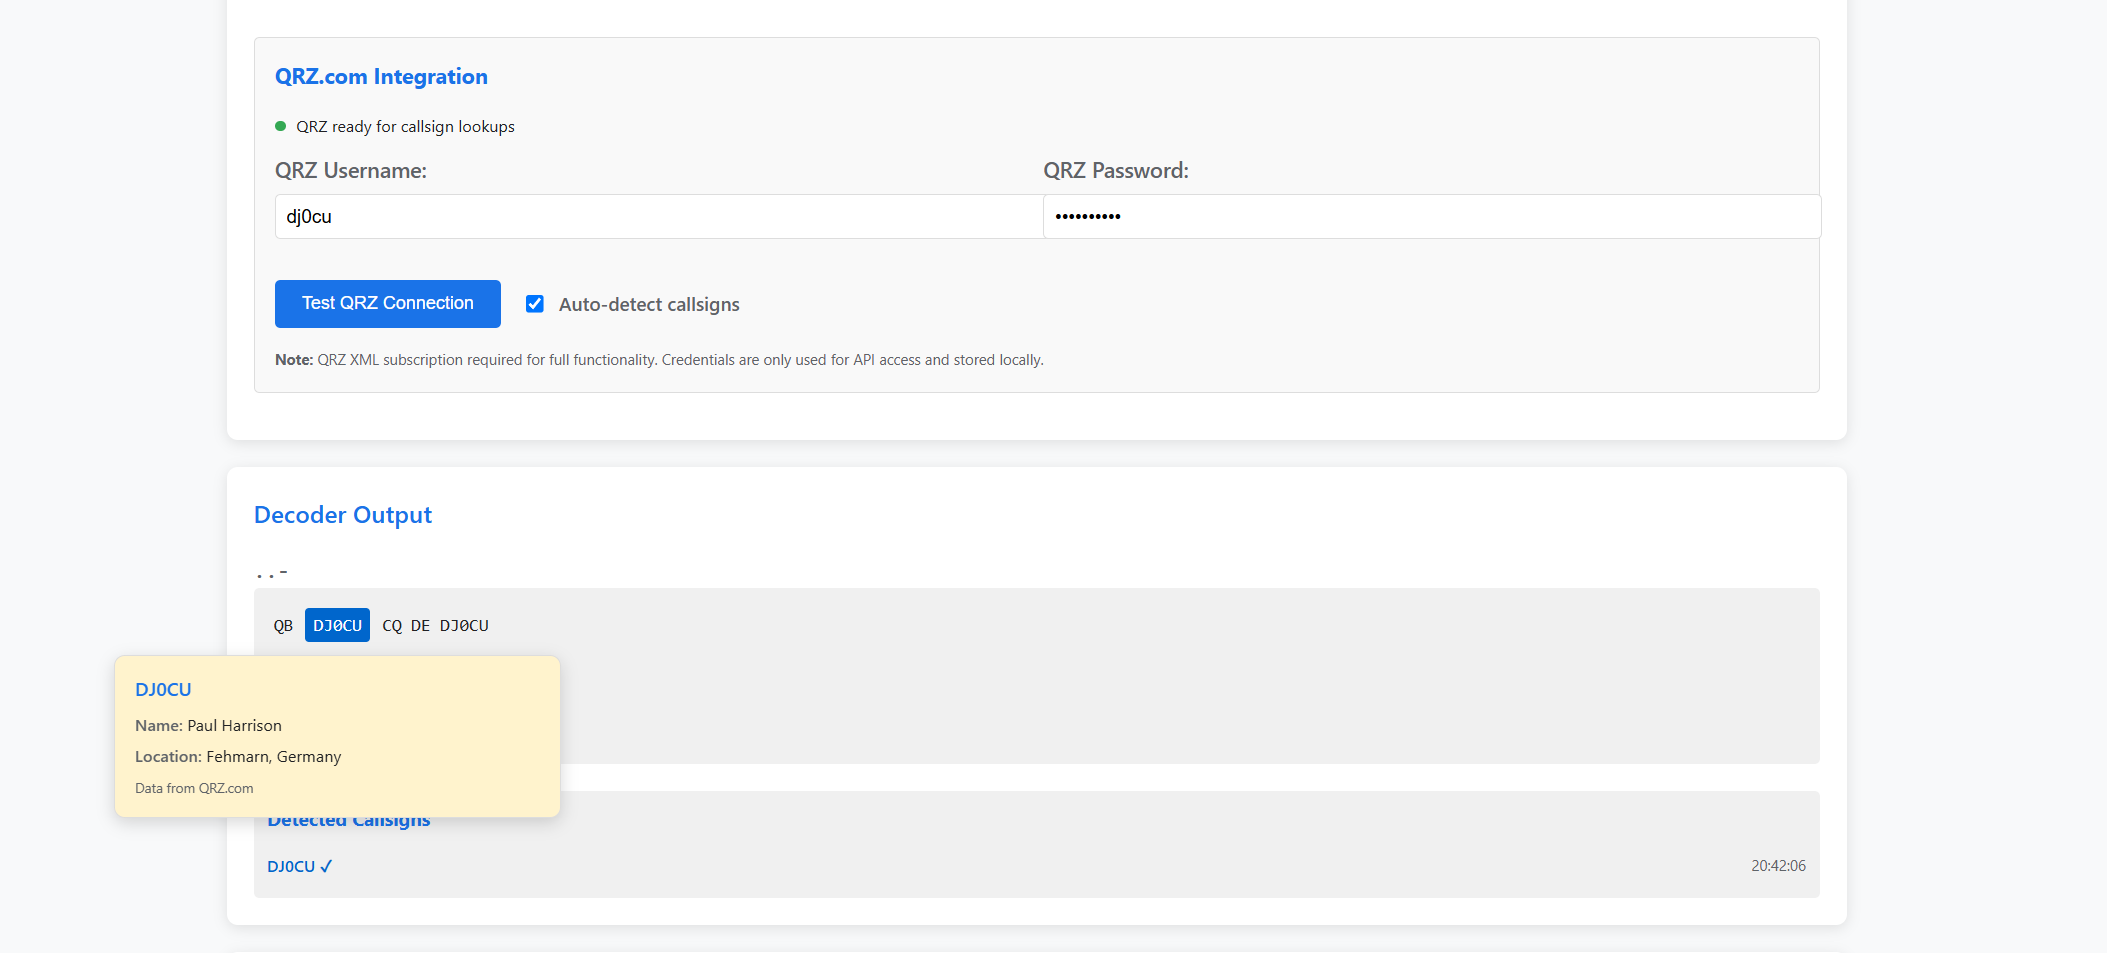 QRZ.com Integration
QRZ ready for callsign lookups
QRZ Username:
QRZ Password:
dj0cu
••••••••••
Test QRZ Connection
Auto-detect callsigns
Note: QRZ XML subscription required for full functionality. Credentials are only used for API access and stored locally.
Decoder Output
..-
QB DJ0CU CQ DE DJ0CU
DJ0CU
Name: Paul Harrison
Location: Fehmarn, Germany
Data from QRZ.com
Detected Callsigns
DJ0CU ✓
20:42:06